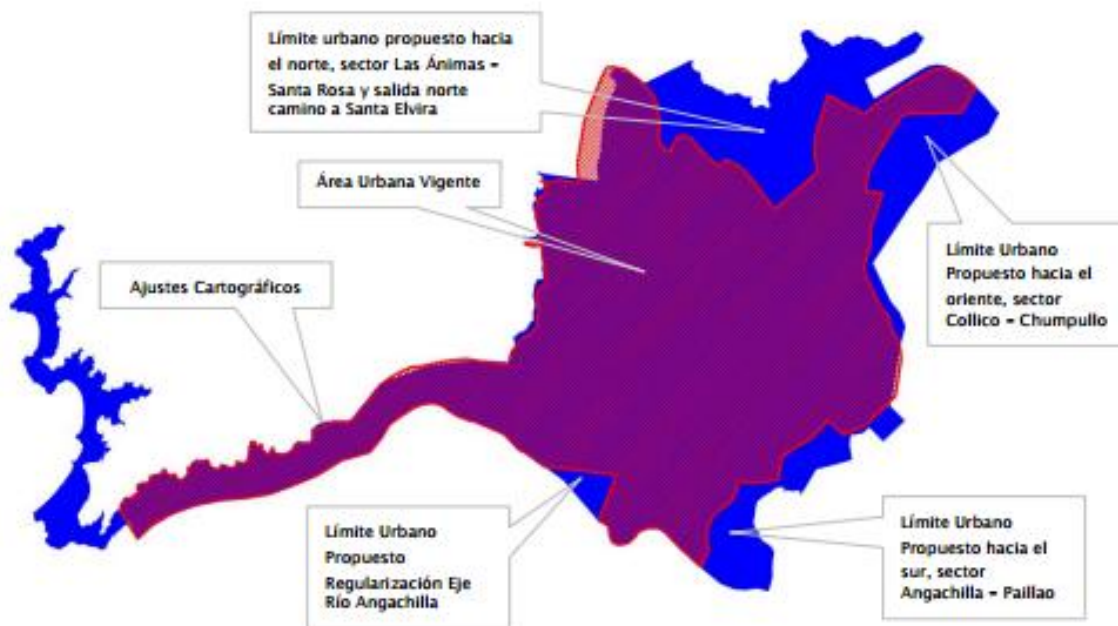 Límite urbano propuesto hacia
el norte, sector Las Ánimas –
Santa Rosa y salida norte
camino a Santa Elvira
Área Urbana Vigente
Ajustes Cartográficos
Límite Urbano
Propuesto hacia el
oriente, sector
Collico – Chumpullo
Límite Urbano
Propuesto
Regularización Eje
Río Angachilla
Límite Urbano
Propuesto hacia el
sur, sector
Angachilla – Paillao